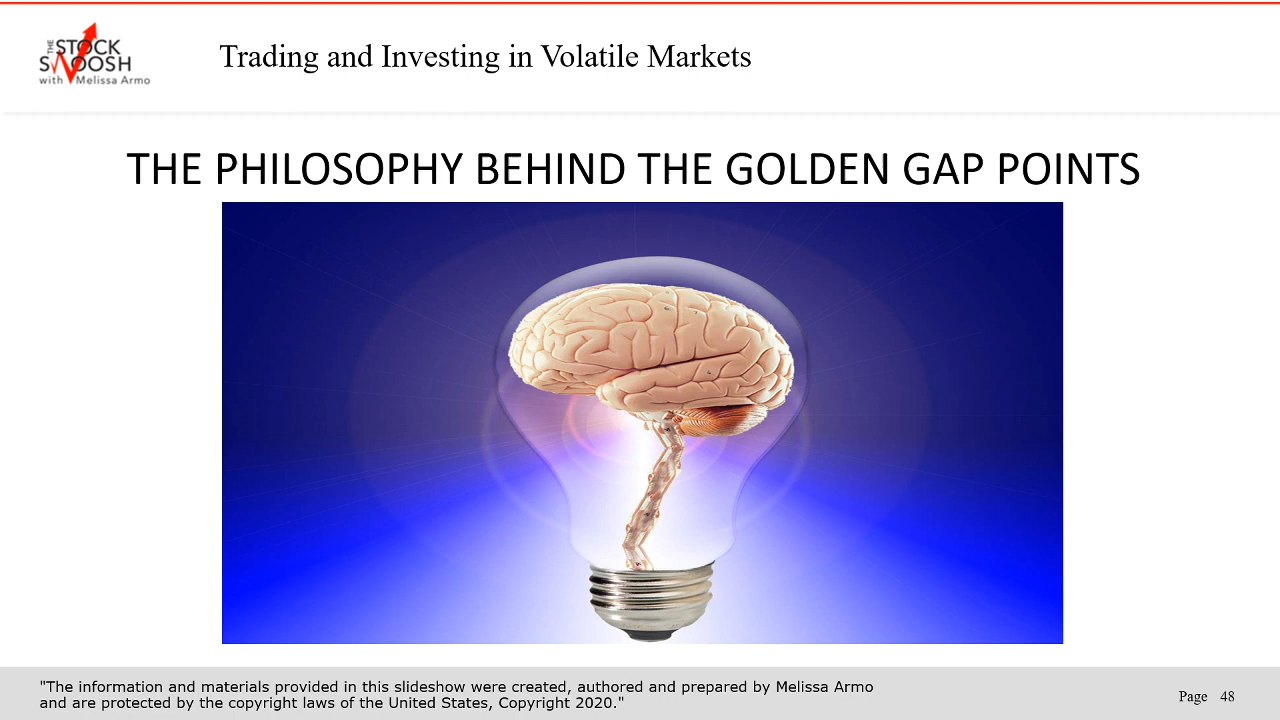 THE
STOCK
SWOOSH
with Melissa Armo
Trading and Investing in Volatile Markets
THE PHILOSOPHY BEHIND THE GOLDEN GAP POINTS
"The information and materials provided in this slideshow were created, authored and prepared by Melissa Armo
and are protected by the copyright laws of the United States, Copyright 2020."
Page 48